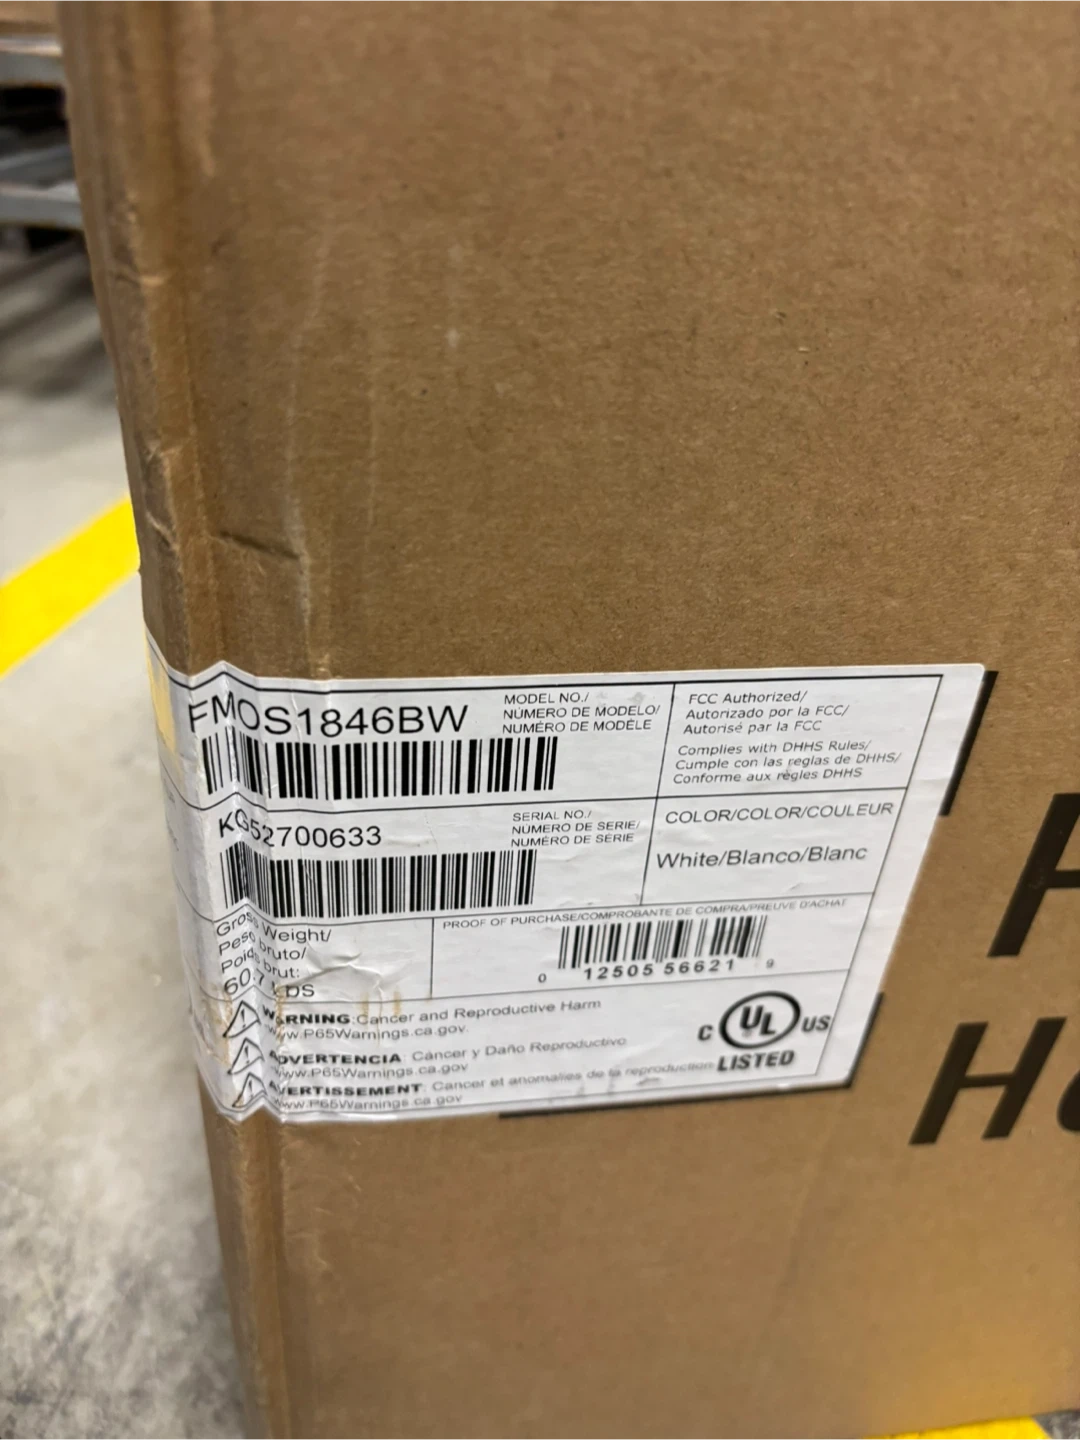 FMOS1846BW
MODEL NO./
NÚMERO DE MODELO/
NUMÉRO DE MODÈLE
FCC Authorized/
Autorizado por la FCC/
Autorisé par la FCC
Complies with DHHS Rules/
Cumple con las reglas de DHHS/
Conforme aux règles DHHS
KG52700633
SERIAL NO./
NÚMERO DE SERIE/
NUMÉRO DE SÉRIE
COLOR/COLOR/COULEUR
White/Blanco/Blanc
Gross Weight/
Peso bruto/
Poids brut:
60.7 Lbs
PROOF OF PURCHASE/COMPROBANTE DE COMPRA/PREUVE D'ACHAT
0 12505 56621 9
WARNING:Cancer and Reproductive Harm
www.P65Warnings.ca.gov.
ADVERTENCIA Cáncer y Daño Reproductivo
www.P65Warnings.ca.gov
AVERTISSEMENT: Cancer et anomalies de la reproduction
www.P65Warnings.ca.gov
C UL US
LISTED